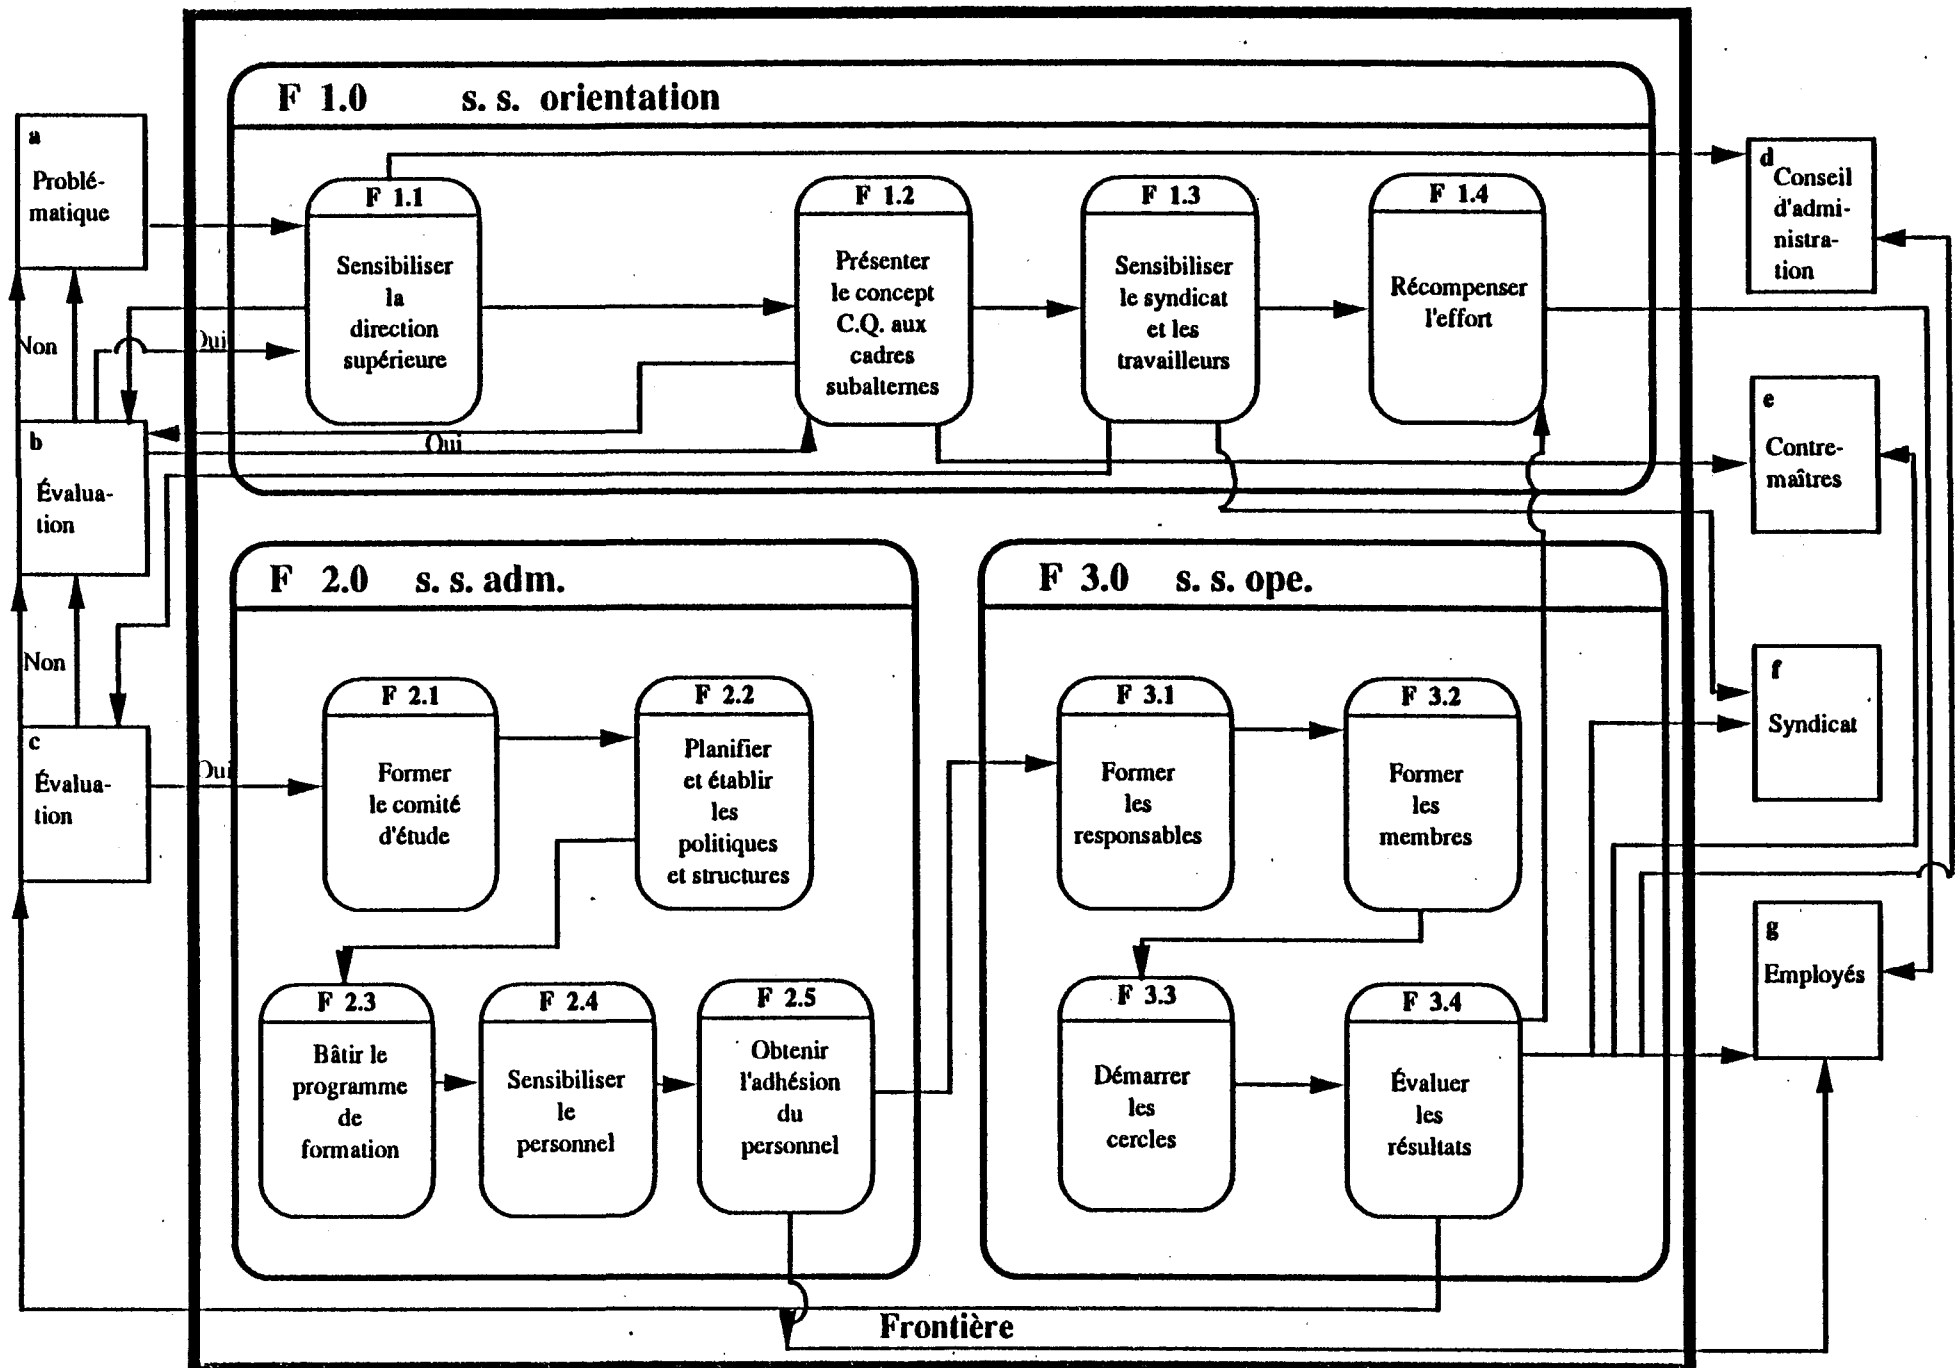 F 1.0 s. s. orientation
a
Problé-
matique
F 1.1
Sensibiliser
la
direction
supérieure
F 1.2
Présenter
le concept
C.Q. aux
cadres
subalternes
F 1.3
Sensibiliser
le syndicat
et les
travailleurs
F 1.4
Récompenser
l'effort
d
Conseil
d'admi-
nistra-
tion
Non
Oui
b
Évalua-
tion
Oui
e
Contre-
maîtres
F 2.0 s. s. adm.
F 3.0 s. s. ope.
Non
c
Évalua-
tion
Oui
F 2.1
Former
le comité
d'étude
F 2.2
Planifier
et établir
les
politiques
et structures
F 3.1
Former
les
responsables
F 3.2
Former
les
membres
f
Syndicat
F 2.3
Bâtir le
programme
de
formation
F 2.4
Sensibiliser
le
personnel
F 2.5
Obtenir
l'adhésion
du
personnel
F 3.3
Démarrer
les
cercles
F 3.4
Évaluer
les
résultats
g
Employés
Frontière